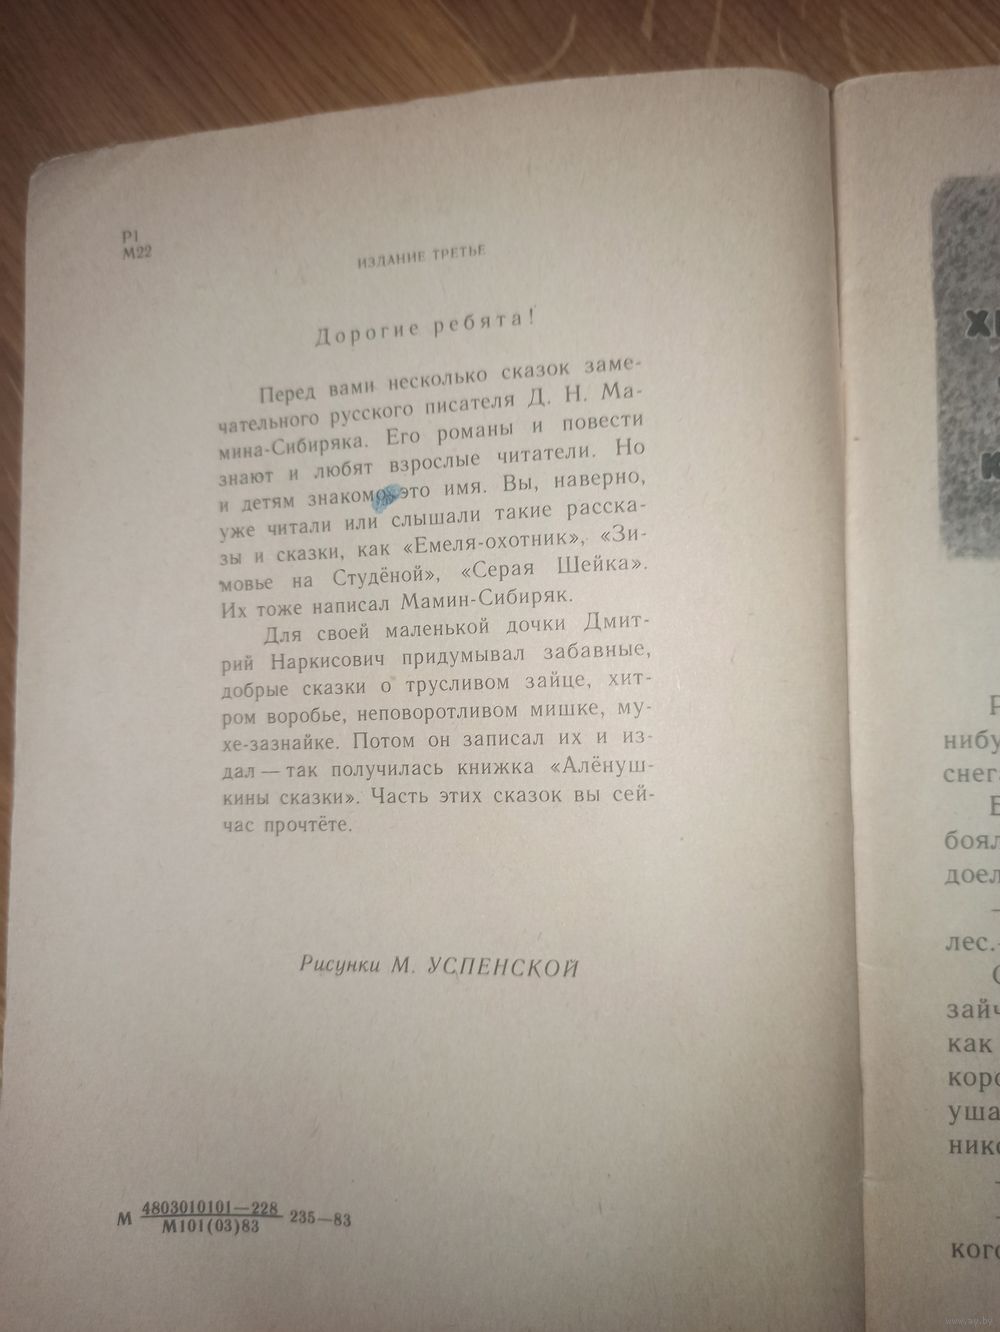 Р1
М22
ИЗДАНИЕ ТРЕТЬЕ
Дорогие ребята!
Перед вами несколько сказок заме-
чательного русского писателя Д. Н. Ма-
мина-Сибиряка. Его романы и повести
знают и любят взрослые читатели. Но
и детям знакомо это имя. Вы, наверно,
уже читали или слышали такие расска-
зы и сказки, как «Емеля-охотник», «Зи-
мовье на Студёной», «Серая Шейка».
Их тоже написал Мамин-Сибиряк.
Для своей маленькой дочки Дмит-
рий Наркисович придумывал забавные,
добрые сказки о трусливом зайце, хит-
ром воробье, неповоротливом мишке, му-
хе-зазнайке. Потом он записал их и из-
дал — так получилась книжка «Алёнуш-
кины сказки». Часть этих сказок вы сей-
час прочтёте.
Рисунки М. УСПЕНСКОЙ
М 4803010101—228
М101(03)83 235—83
нибу
снег
боял
доел
лес.
зайч
как
коро
уша
нико
кого
www.ay.by